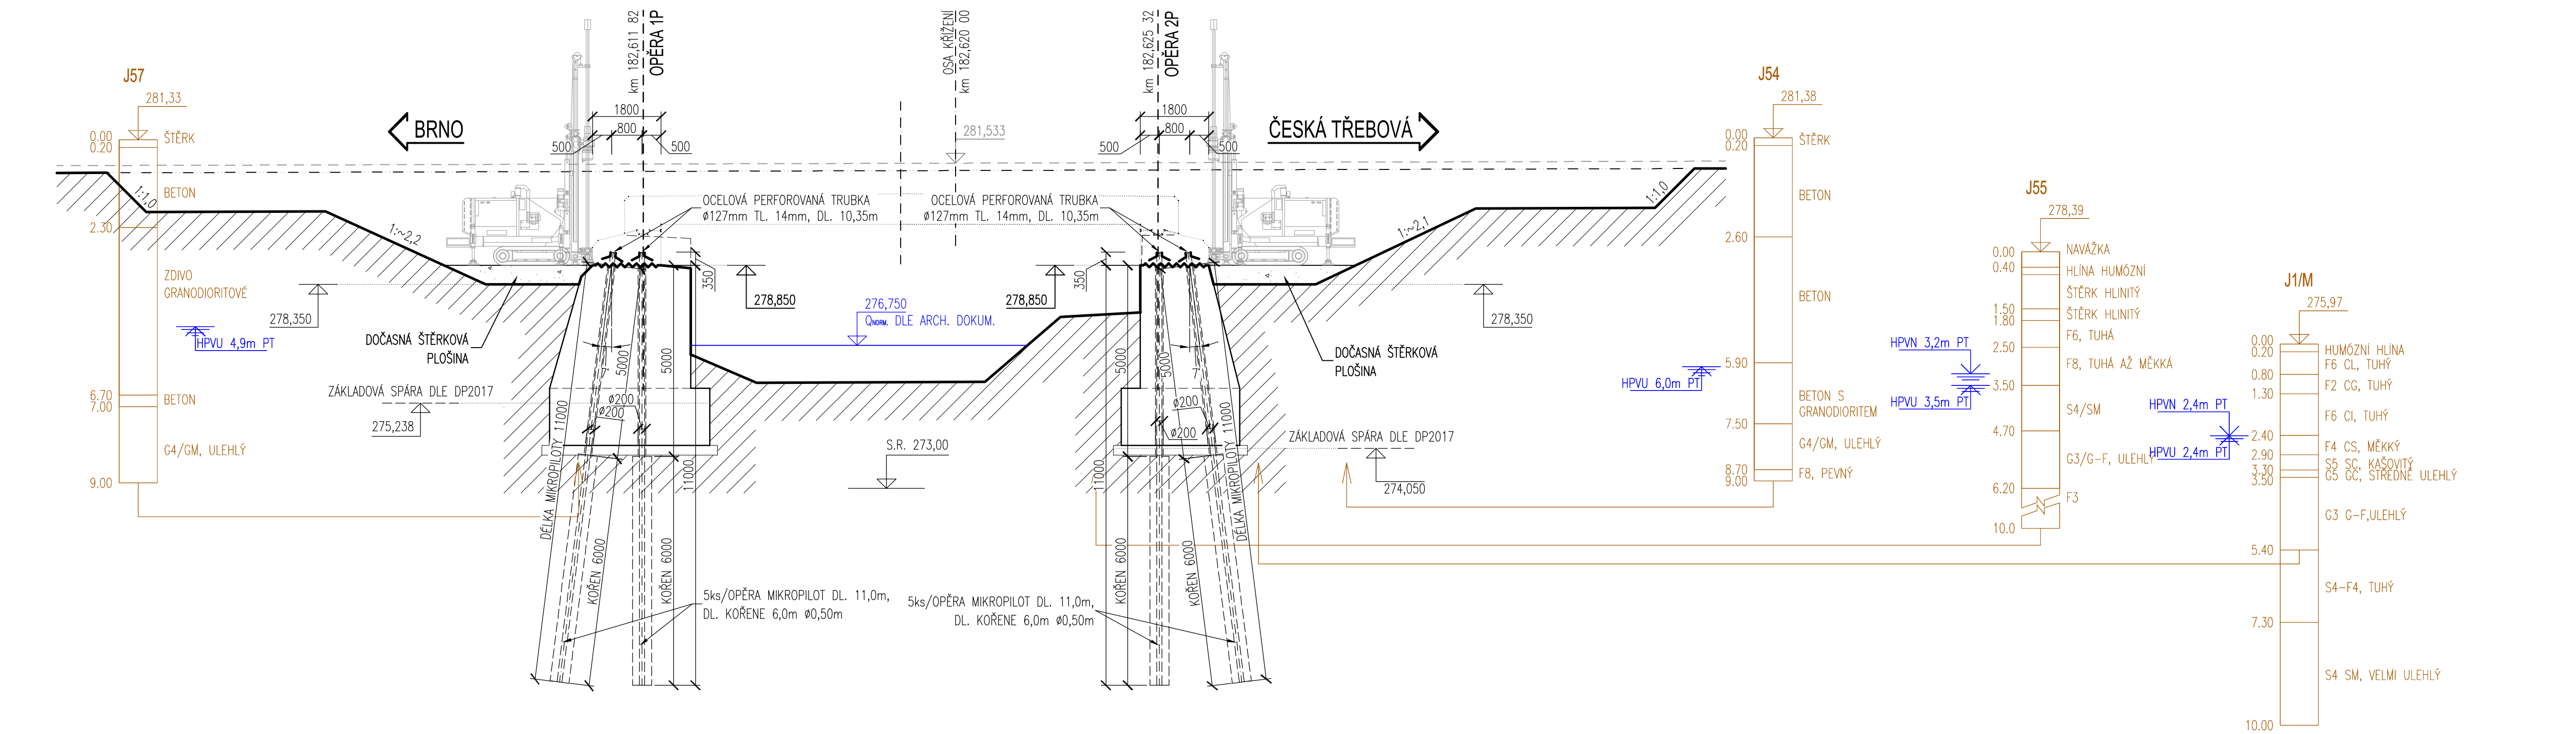 J57
281,33
0.00
ŠTĚRK
0.20
BETON
2.30
ZDIVO
GRANODIORITOVÉ
6.70
BETON
7.00
G4/GM, ULEHLÝ
9.00
HPVU 4,9m PT
1:1,0
1:~2,2
BRNO
278,350
DOČASNÁ ŠTĚRKOVÁ
PLOŠINA
ZÁKLADOVÁ SPÁRA DLE DP2017
275,238
km 182,611 82
OPĚRA 1P
1800
800
500
500
OCELOVÁ PERFOROVANÁ TRUBKA
ø127mm TL. 14mm, DL. 10,35m
350
278,850
5000
5000
7°
ø200
ø200
DÉLKA MIKROPILOTY 11000
11000
KOŘEN 6000
KOŘEN 6000
5ks/OPĚRA MIKROPILOT DL. 11,0m,
DL. KOŘENE 6,0m ø0,50m
OSA KŘÍŽENÍ
km 182,620 00
281,533
276,750
QNORM. DLE ARCH. DOKUM.
S.R. 273,00
km 182,625 32
OPĚRA 2P
1800
800
500
500
OCELOVÁ PERFOROVANÁ TRUBKA
ø127mm TL. 14mm, DL. 10,35m
350
278,850
5000
5000
7°
ø200
ø200
11000
DÉLKA MIKROPILOTY 11000
KOŘEN 6000
KOŘEN 6000
5ks/OPĚRA MIKROPILOT DL. 11,0m,
DL. KOŘENE 6,0m ø0,50m
ČESKÁ TŘEBOVÁ
1:~2,1
1:1,0
278,350
DOČASNÁ ŠTĚRKOVÁ
PLOŠINA
ZÁKLADOVÁ SPÁRA DLE DP2017
274,050
J54
281,38
0.00
ŠTĚRK
0.20
BETON
2.60
BETON
5.90
HPVU 6,0m PT
BETON S
GRANODIORITEM
7.50
G4/GM, ULEHLÝ
8.70
F8, PEVNÝ
9.00
J55
278,39
0.00
NAVÁŽKA
0.40
HLÍNA HUMÓZNÍ
ŠTĚRK HLINITÝ
1.50
ŠTĚRK HLINITÝ
1.80
F6, TUHÁ
2.50
F8, TUHÁ AŽ MĚKKÁ
3.50
S4/SM
4.70
G3/G-F, ULEHLÝ
6.20
F3
10.0
HPVN 3,2m PT
HPVU 3,5m PT
J1/M
275,97
0.00
HUMÓZNÍ HLÍNA
0.20
F6 CL, TUHÝ
0.80
F2 CG, TUHÝ
1.30
F6 CI, TUHÝ
2.40
F4 CS, MĚKKÝ
2.90
S5 SC, KAŠOVITÝ
3.30
G5 GC, STŘEDNĚ ULEHLÝ
3.50
G3 G-F,ULEHLÝ
5.40
S4-F4, TUHÝ
7.30
S4 SM, VELMI ULEHLÝ
10.00
HPVN 2,4m PT
HPVU 2,4m PT